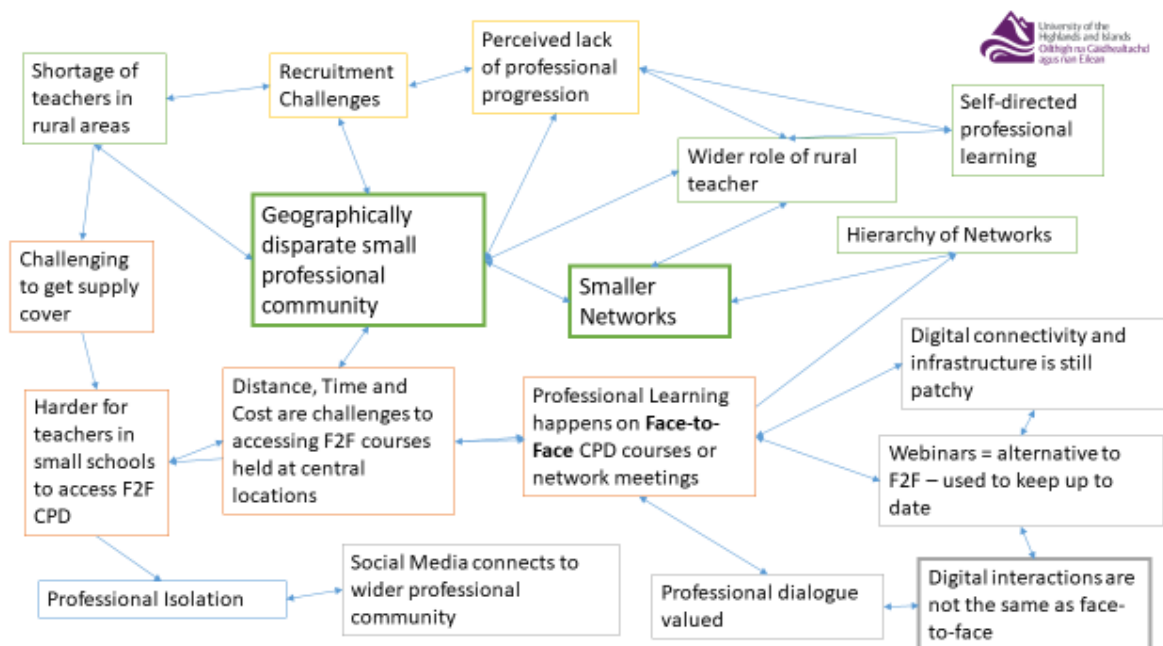 University of the
Highlands and Islands
Oilthigh na Gàidhealtachd
agus nan Eilean
Shortage of
teachers in
rural areas
Recruitment
Challenges
Perceived lack
of professional
progression
Self-directed
professional
learning
Wider role of rural
teacher
Geographically
disparate small
professional
community
Hierarchy of Networks
Challenging
to get supply
cover
Smaller
Networks
Digital connectivity and
infrastructure is still
patchy
Harder for
teachers in
small schools
to access F2F
CPD
Distance, Time and
Cost are challenges to
accessing F2F courses
held at central
locations
Professional Learning
happens on Face-to-
Face CPD courses or
network meetings
Webinars = alternative to
F2F – used to keep up to
date
Professional Isolation
Social Media connects to
wider professional
community
Professional dialogue
valued
Digital interactions are
not the same as face-
to-face